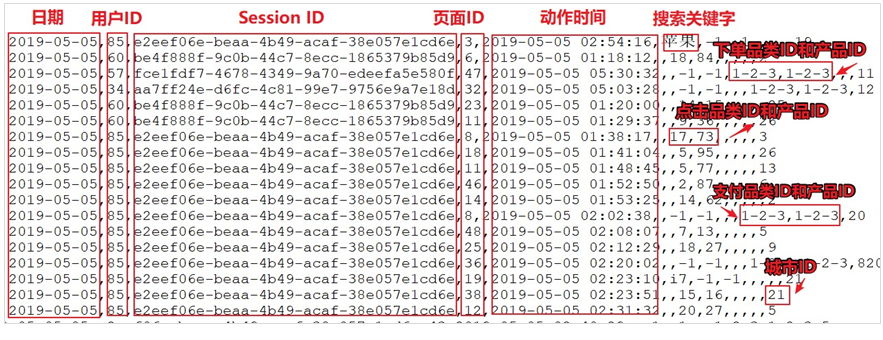 日期 用户ID Session ID 页面ID 动作时间 搜索关键字
2019-05-05,85,e2eef06e-beaa-4b49-acaf-38e057e1cd6e,3,2019-05-05 02:54:16,苹果,-1,-1
下单品类ID和产品ID
2019-05-05,60,be4f888f-9c0b-44c7-8ecc-1865379b85d9,6,2019-05-05 01:18:12,,18,84
2019-05-05,57,fce1fdf7-4678-4349-9a70-edeefa5e580f,47,2019-05-05 05:30:32,,-1,-1,1-2-3,1-2-3,,,11
2019-05-05,34,aa7ff24e-d6fc-4c81-99e7-9756e9a7e18d,32,2019-05-05 05:03:28,,-1,-1,,,1-2-3,1-2-3,12
2019-05-05,60,be4f888f-9c0b-44c7-8ecc-1865379b85d9,23,2019-05-05 01:20:00
点击品类ID和产品ID
2019-05-05,60,be4f888f-9c0b-44c7-8ecc-1865379b85d9,11,2019-05-05 01:29:37
2019-05-05,85,e2eef06e-beaa-4b49-acaf-38e057e1cd6e,8,2019-05-05 01:38:17,,17,73,,,,,3
2019-05-05,85,e2eef06e-beaa-4b49-acaf-38e057e1cd6e,18,2019-05-05 01:41:04,,5,95,,,,,26
2019-05-05,85,e2eef06e-beaa-4b49-acaf-38e057e1cd6e,11,2019-05-05 01:48:45,,5,77,,,,,13
2019-05-05,85,e2eef06e-beaa-4b49-acaf-38e057e1cd6e,46,2019-05-05 01:52:50,,2,87
支付品类ID和产品ID
2019-05-05,85,e2eef06e-beaa-4b49-acaf-38e057e1cd6e,14,2019-05-05 01:53:25,,14,62
2019-05-05,85,e2eef06e-beaa-4b49-acaf-38e057e1cd6e,8,2019-05-05 02:02:38,,-1,-1,,,1-2-3,1-2-3,20
2019-05-05,85,e2eef06e-beaa-4b49-acaf-38e057e1cd6e,48,2019-05-05 02:08:07,,7,13,,,,,5
2019-05-05,85,e2eef06e-beaa-4b49-acaf-38e057e1cd6e,25,2019-05-05 02:12:29,,18,27,,,,,9
2019-05-05,85,e2eef06e-beaa-4b49-acaf-38e057e1cd6e,36,2019-05-05 02:20:02,,-1,-1,,,1-2-3,820
城市ID
2019-05-05,85,e2eef06e-beaa-4b49-acaf-38e057e1cd6e,19,2019-05-05 02:23:10,i7,-1,-1,,,,,21
2019-05-05,85,e2eef06e-beaa-4b49-acaf-38e057e1cd6e,38,2019-05-05 02:23:51,,15,16,,,,,21
2019-05-05,85,e2eef06e-beaa-4b49-acaf-38e057e1cd6e,12,2019-05-05 02:31:32,,20,27,,,,,5